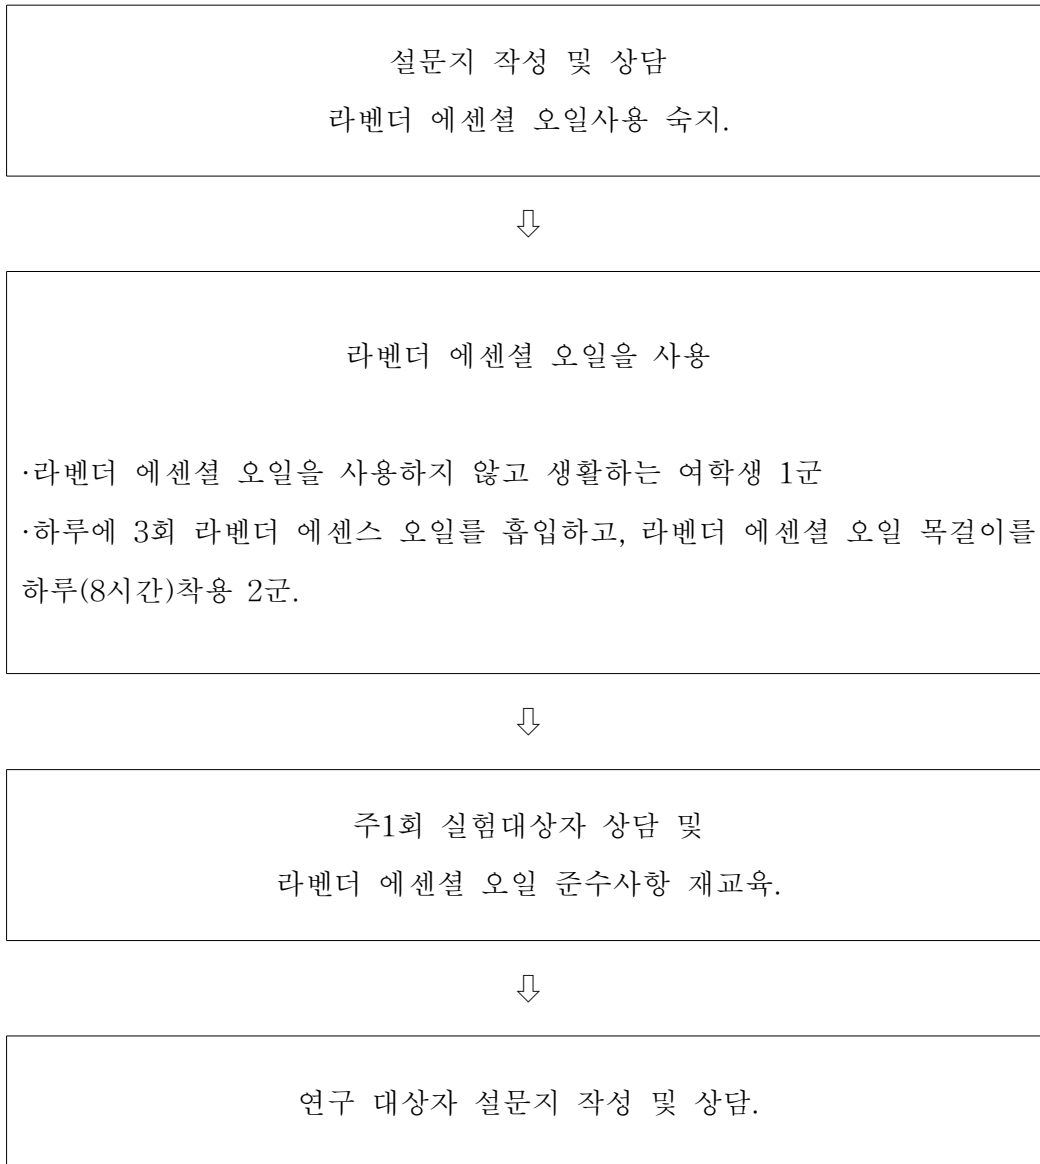 설문지 작성 및 상담
라벤더 에센셜 오일사용 숙지.
⇩
라벤더 에센셜 오일을 사용
·라벤더 에센셜 오일을 사용하지 않고 생활하는 여학생 1군
·하루에 3회 라벤더 에센스 오일를 흡입하고, 라벤더 에센셜 오일 목걸이를
하루(8시간)착용 2군.
⇩
주1회 실험대상자 상담 및
라벤더 에센셜 오일 준수사항 재교육.
⇩
연구 대상자 설문지 작성 및 상담.